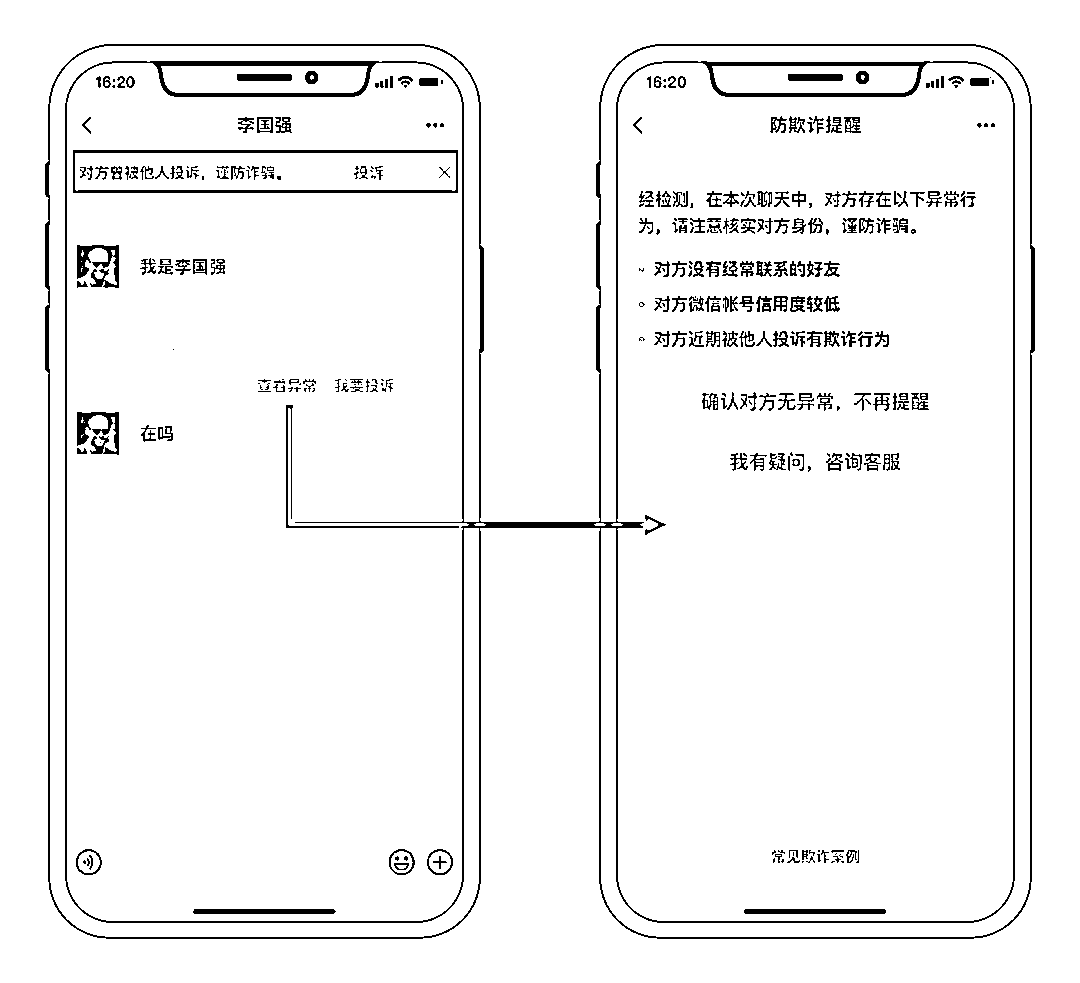 16:20
李国强
对方曾被他人投诉，谨防诈骗。 投诉
我是李国强
查看异常 我要投诉
在吗
16:20
防欺诈提醒
经检测，在本次聊天中，对方存在以下异常行
为，请注意核实对方身份，谨防诈骗。
◦ 对方没有经常联系的好友
◦ 对方微信帐号信用度较低
◦ 对方近期被他人投诉有欺诈行为
确认对方无异常，不再提醒
我有疑问，咨询客服
常见欺诈案例